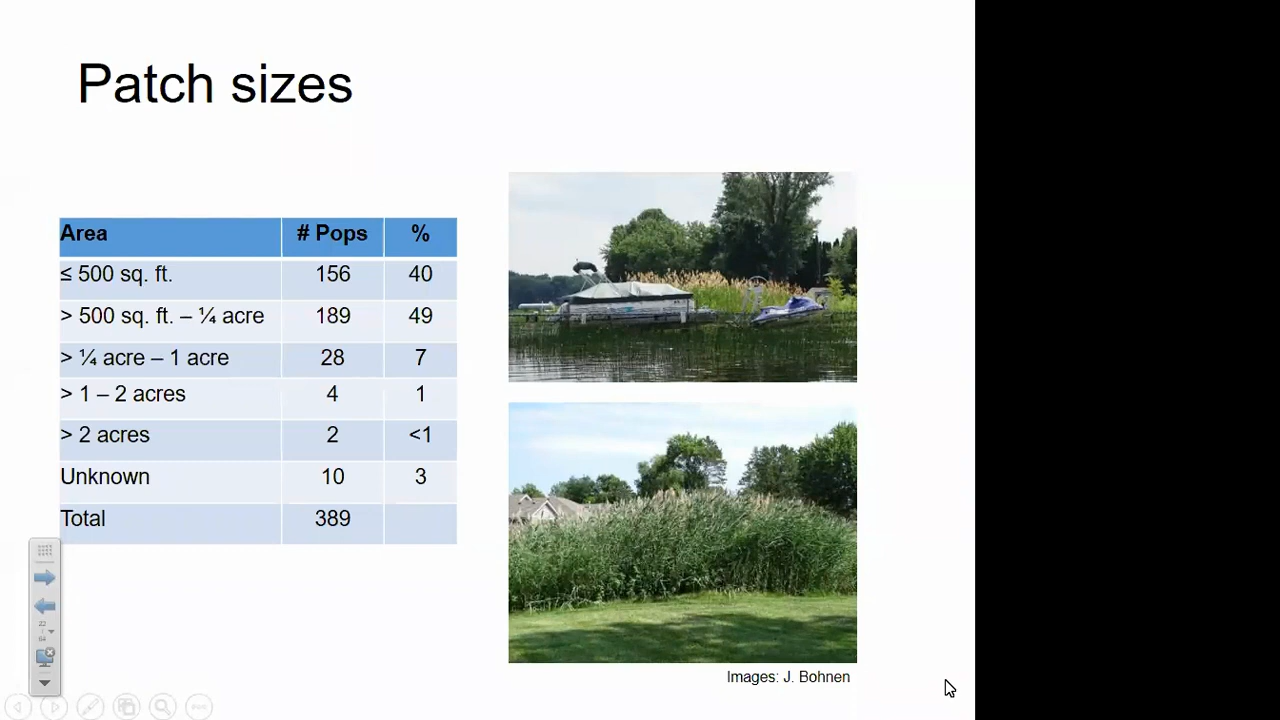 Patch sizes
Area # Pops %
≤ 500 sq. ft. 156 40
> 500 sq. ft. – ¼ acre 189 49
> ¼ acre – 1 acre 28 7
> 1 – 2 acres 4 1
> 2 acres 2 <1
Unknown 10 3
Total 389
Images: J. Bohnen